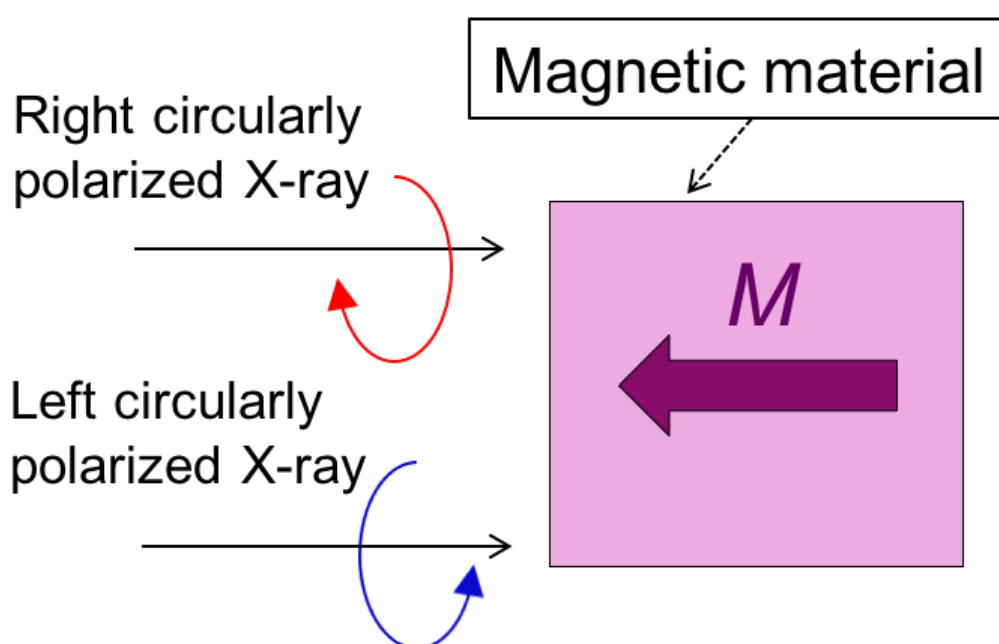 Magnetic material
Right circularly
polarized X-ray
M
Left circularly
polarized X-ray